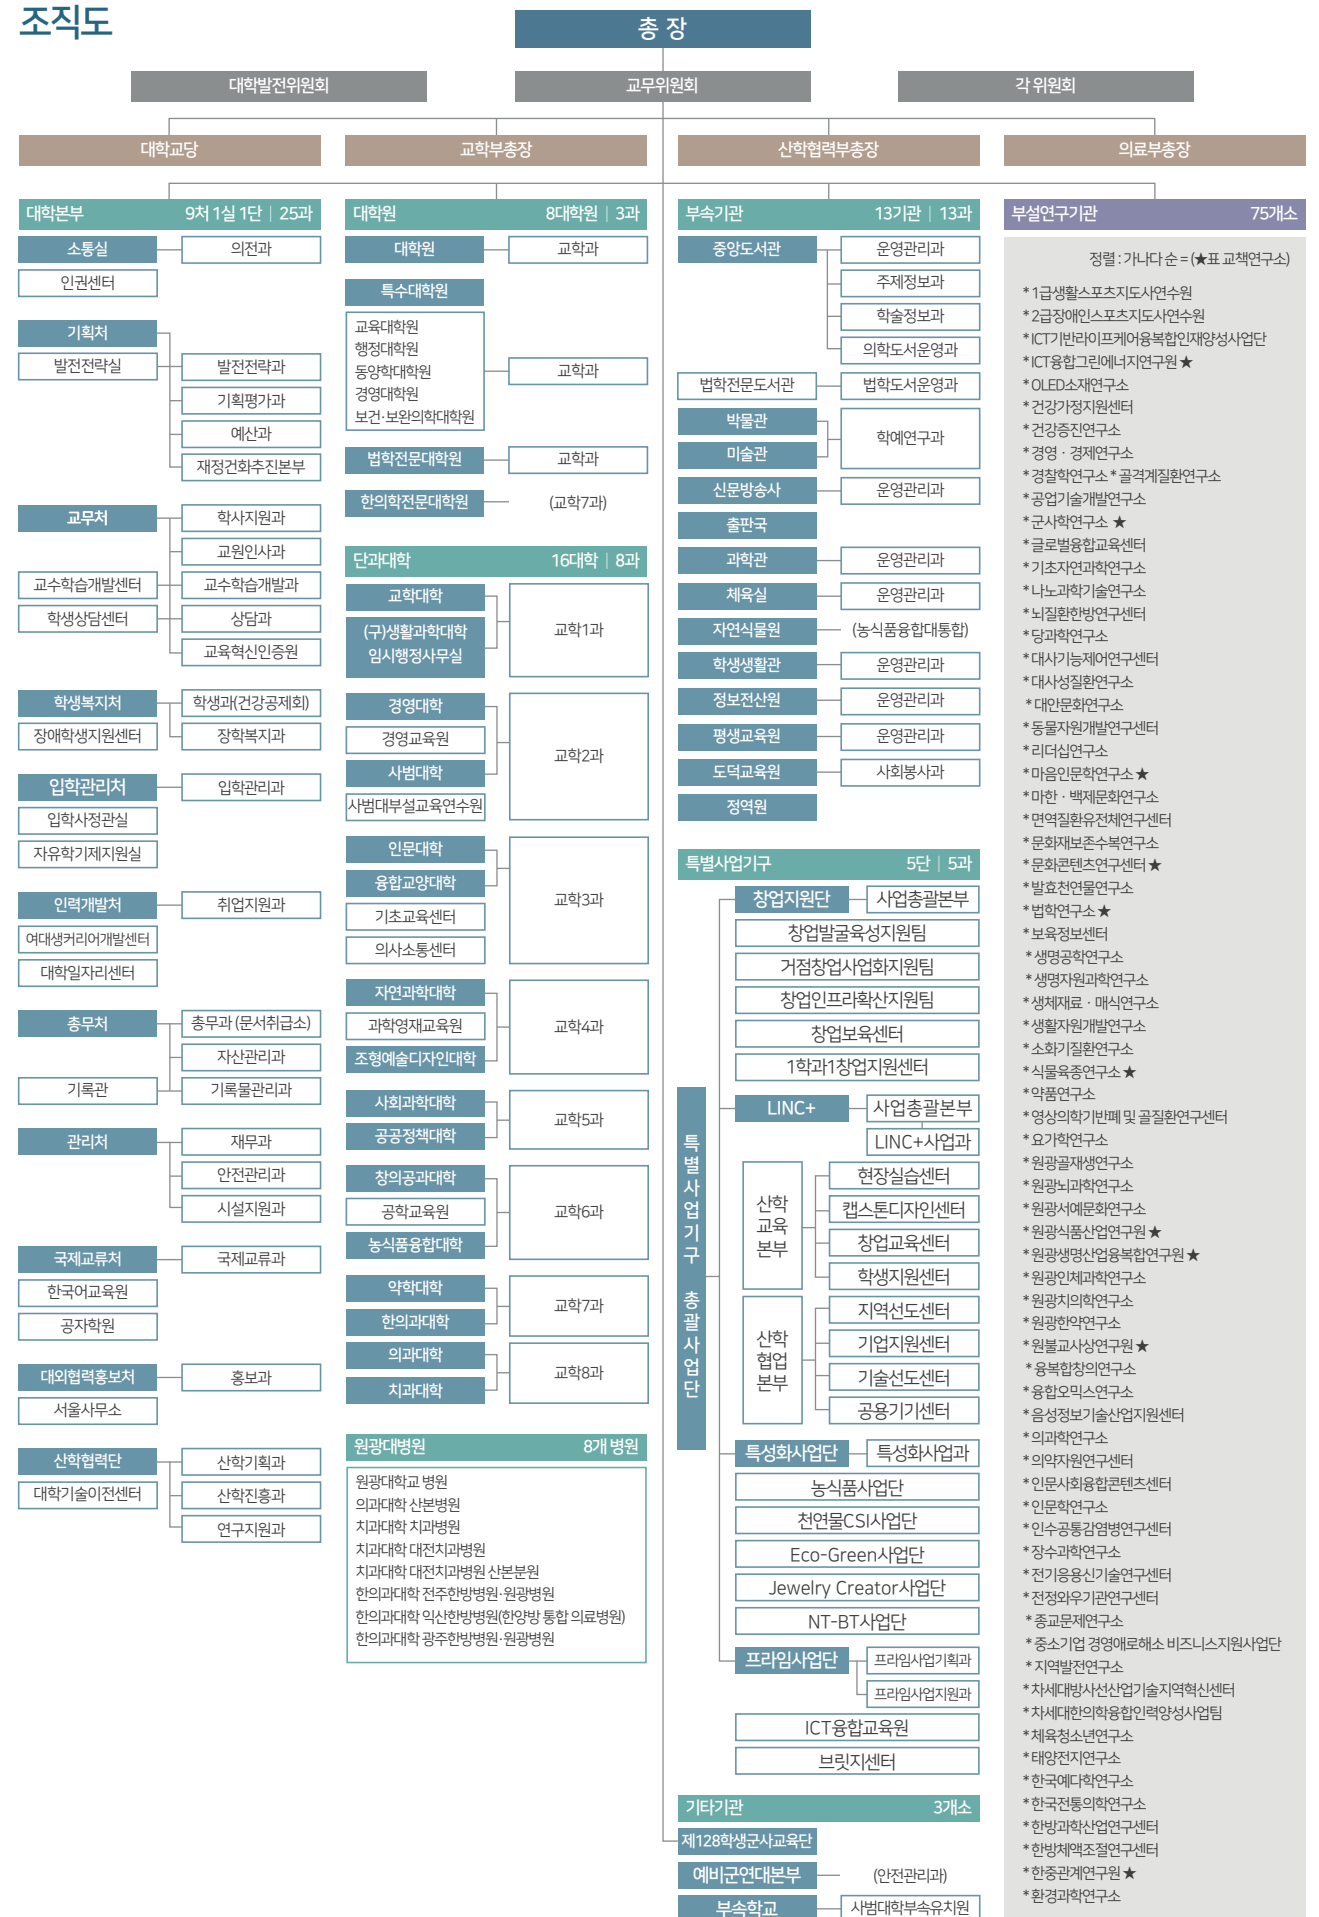 조직도
총 장
대학발전위원회
교무위원회
각 위원회
대학교당
교학부총장
산학협력부총장
의료부총장
대학본부 9처 1실 1단 | 25과
소통실 의전과
인권센터
기획처
발전전략실 발전전략과
기획평가과
예산과
재정건화추진본부
교무처 학사지원과
교원인사과
교수학습개발센터 교수학습개발과
학생상담센터 상담과
교육혁신인증원
학생복지처 학생과(건강공제회)
장애학생지원센터 장학복지과
입학관리처 입학관리과
입학사정관실
자유학기제지원실
인력개발처 취업지원과
여대생커리어개발센터
대학일자리센터
총무처 총무과 (문서취급소)
자산관리과
기록관 기록물관리과
관리처 재무과
안전관리과
시설지원과
국제교류처 국제교류과
한국어교육원
공자학원
대외협력홍보처 홍보과
서울사무소
산학협력단 산학기획과
대학기술이전센터 산학진흥과
연구지원과
대학원 8대학원 | 3과
대학원 교학과
특수대학원
교육대학원
행정대학원
동양학대학원
경영대학원
보건·보완의학대학원
교학과
법학전문대학원 교학과
한의학전문대학원 (교학7과)
단과대학 16대학 | 8과
교학대학
(구)생활과학대학
임시행정사무실
교학1과
경영대학
경영교육원
사범대학
사범대부설교육연수원
교학2과
인문대학
융합교양대학
기초교육센터
의사소통센터
교학3과
자연과학대학
과학영재교육원
조형예술디자인대학
교학4과
사회과학대학
공공정책대학
교학5과
창의공과대학
공학교육원
농식품융합대학
교학6과
약학대학
한의과대학
교학7과
의과대학
치과대학
교학8과
원광대병원 8개 병원
원광대학교 병원
의과대학 산본병원
치과대학 치과병원
치과대학 대전치과병원
치과대학 대전치과병원 산본분원
한의과대학 전주한방병원·원광병원
한의과대학 익산한방병원(한양방 통합 의료병원)
한의과대학 광주한방병원·원광병원
부속기관 13기관 | 13과
중앙도서관 운영관리과
주제정보과
학술정보과
의학도서운영과
법학전문도서관 법학도서운영과
박물관
미술관
학예연구과
신문방송사 운영관리과
출판국
과학관 운영관리과
체육실 운영관리과
자연식물원 (농식품융합대통합)
학생생활관 운영관리과
정보전산원 운영관리과
평생교육원 운영관리과
도덕교육원 사회봉사과
정역원
특별사업기구 5단 | 5과
특별사업기구 총괄사업단
창업지원단 사업총괄본부
창업발굴육성지원팀
거점창업사업화지원팀
창업인프라확산지원팀
창업보육센터
1학과1창업지원센터
LINC+ 사업총괄본부
LINC+사업과
산학
교육
본부
현장실습센터
캡스톤디자인센터
창업교육센터
학생지원센터
산학
협업
본부
지역선도센터
기업지원센터
기술선도센터
공용기기센터
특성화사업단 특성화사업과
농식품사업단
천연물CSI사업단
Eco-Green사업단
Jewelry Creator사업단
NT-BT사업단
프라임사업단 프라임사업기획과
프라임사업지원과
ICT융합교육원
브릿지센터
기타기관 3개소
제128학생군사교육단
예비군연대본부 (안전관리과)
부속학교 사범대학부속유치원
부설연구기관 75개소
정렬 : 가나다 순 = (★표 교책연구소)
* 1급생활스포츠지도사연수원
* 2급장애인스포츠지도사연수원
* ICT기반라이프케어융복합인재양성사업단
* ICT융합그린에너지연구원 ★
* OLED소재연구소
* 건강가정지원센터
* 건강증진연구소
* 경영 · 경제연구소
* 경찰학연구소 * 골격계질환연구소
* 공업기술개발연구소
* 군사학연구소 ★
* 글로벌융합교육센터
* 기초자연과학연구소
* 나노과학기술연구소
* 뇌질환한방연구센터
* 당과학연구소
* 대사기능제어연구센터
* 대사성질환연구소
* 대안문화연구소
* 동물자원개발연구센터
* 리더십연구소
* 마음인문학연구소 ★
* 마한 · 백제문화연구소
* 면역질환유전체연구센터
* 문화재보존수복연구소
* 문화콘텐츠연구센터 ★
* 발효천연물연구소
* 법학연구소 ★
* 보육정보센터
* 생명공학연구소
* 생명자원과학연구소
* 생체재료 · 매식연구소
* 생활자원개발연구소
* 소화기질환연구소
* 식물육종연구소 ★
* 약품연구소
* 영상의학기반폐 및 골질환연구센터
* 요가학연구소
* 원광골재생연구소
* 원광뇌과학연구소
* 원광서예문화연구소
* 원광식품산업연구원 ★
* 원광생명산업융복합연구원 ★
* 원광인체과학연구소
* 원광치의학연구소
* 원광한약연구소
* 원불교사상연구원 ★
* 융복합창의연구소
* 융합오믹스연구소
* 음성정보기술산업지원센터
* 의과학연구소
* 의약자원연구센터
* 인문사회융합콘텐츠센터
* 인문학연구소
* 인수공통감염병연구센터
* 장수과학연구소
* 전기응용신기술연구센터
* 전정와우기관연구센터
* 종교문제연구소
* 중소기업 경영애로해소 비즈니스지원사업단
* 지역발전연구소
* 차세대방사선산업기술지역혁신센터
* 차세대한의학융합인력양성사업팀
* 체육청소년연구소
* 태양전지연구소
* 한국예다학연구소
* 한국전통의학연구소
* 한방과학산업연구센터
* 한방체액조절연구센터
* 한중관계연구원 ★
* 환경과학연구소